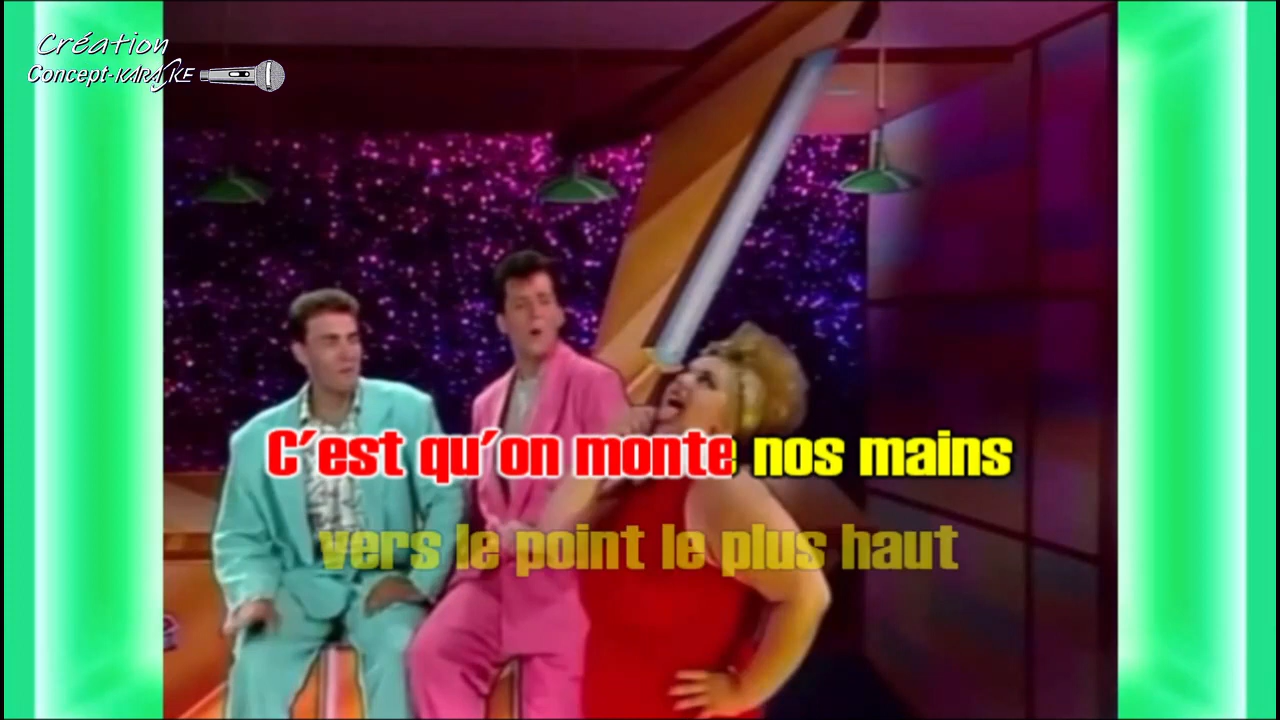 Création
Concept-KARAOKE
C'est qu'on monte nos mains
vers le point le plus haut